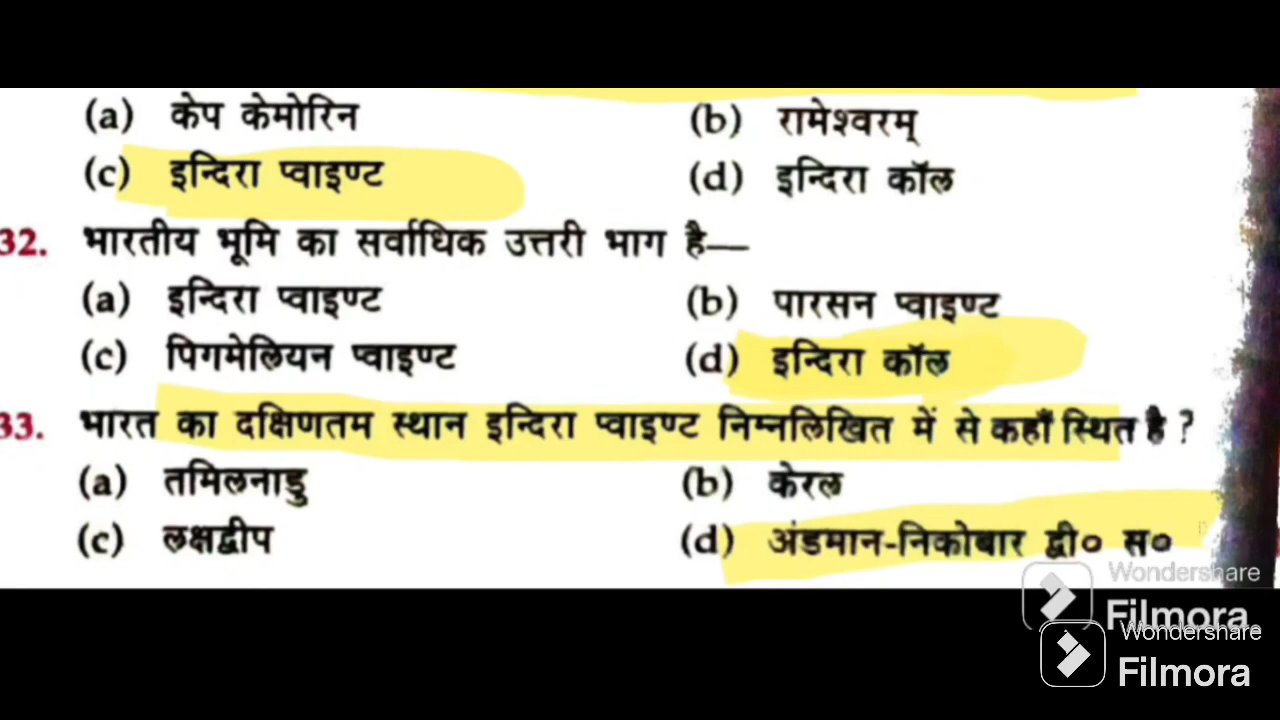 (a) केप केमोरिन (b) रामेश्वरम्
(c) इन्दिरा प्वाइण्ट (d) इन्दिरा कॉल
32. भारतीय भूमि का सर्वाधिक उत्तरी भाग है—
(a) इन्दिरा प्वाइण्ट (b) पारसन प्वाइण्ट
(c) पिगमेलियन प्वाइण्ट (d) इन्दिरा कॉल
33. भारत का दक्षिणतम स्थान इन्दिरा प्वाइण्ट निम्नलिखित में से कहाँ स्थित है ?
(a) तमिलनाडु (b) केरल
(c) लक्षद्वीप (d) अंडमान-निकोबार द्वी० स०
Wondershare
Filmora
Wondershare
Filmora